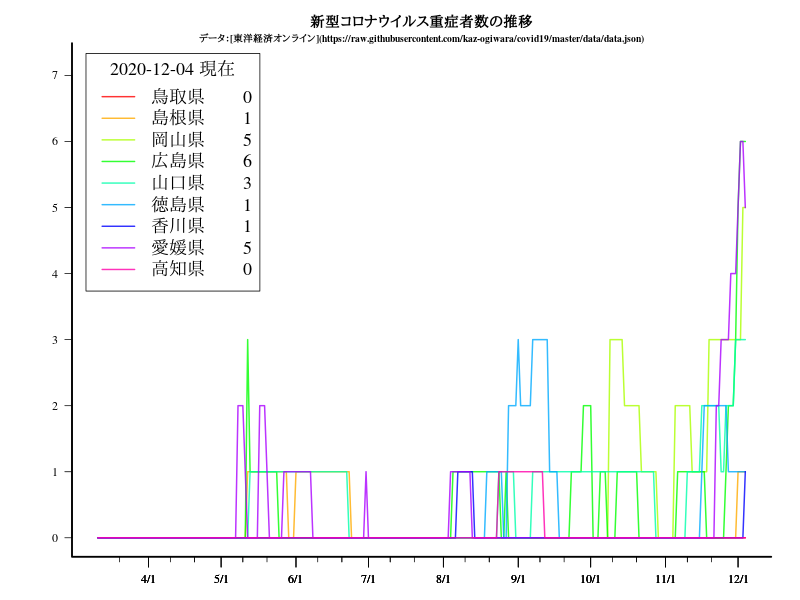 新型コロナウイルス重症者数の推移
データ：[東洋経済オンライン](https://raw.githubusercontent.com/kaz-ogiwara/covid19/master/data/data.json)
2020-12-04 現在
鳥取県 0
島根県 1
岡山県 5
広島県 6
山口県 3
徳島県 1
香川県 1
愛媛県 5
高知県 0
7
6
5
4
3
2
1
0
4/1 5/1 6/1 7/1 8/1 9/1 10/1 11/1 12/1